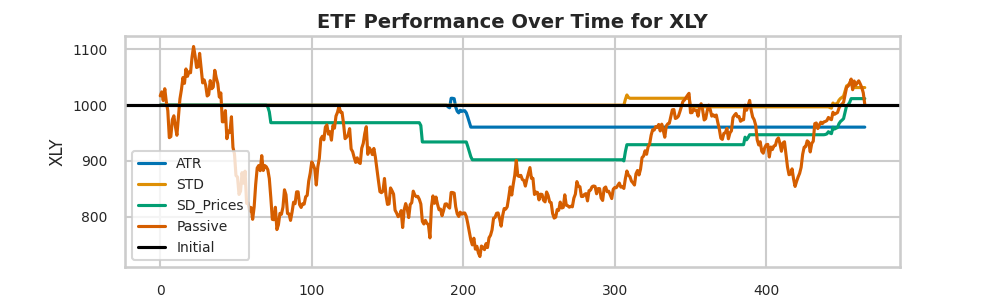 ETF Performance Over Time for XLY
XLY
1100
1000
900
800
ATR
STD
SD_Prices
Passive
Initial
0 100 200 300 400